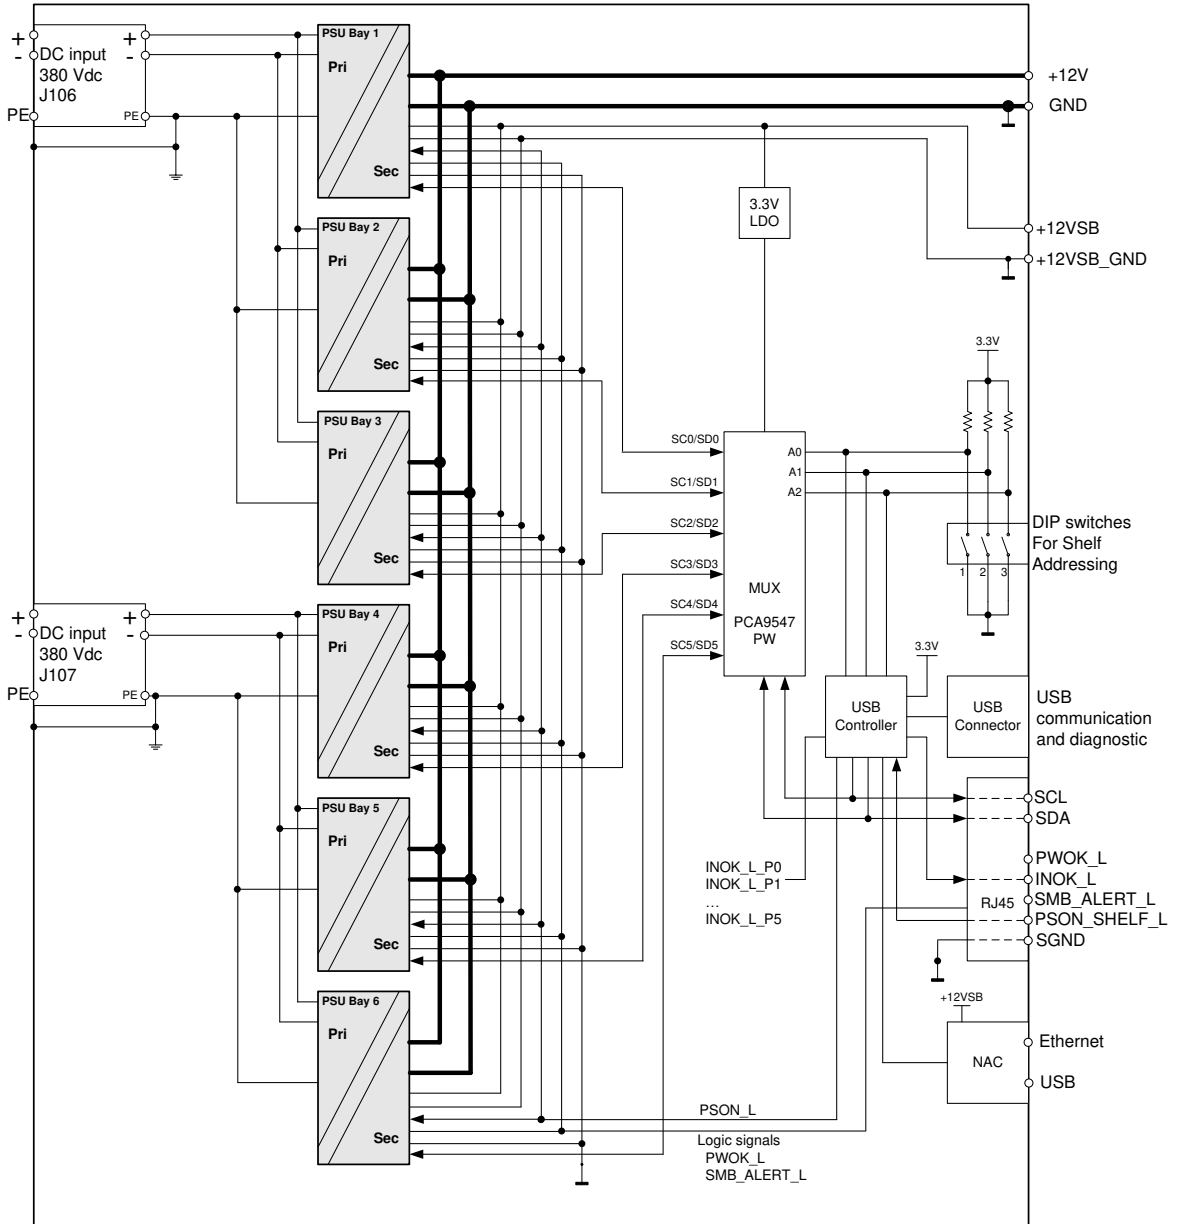 +
-
PE
DC input
380 Vdc
J106
+
-
PE
PSU Bay 1
Pri
Sec
PSU Bay 2
Pri
Sec
PSU Bay 3
Pri
Sec
+
-
PE
DC input
380 Vdc
J107
+
-
PE
PSU Bay 4
Pri
Sec
PSU Bay 5
Pri
Sec
PSU Bay 6
Pri
Sec
+12V
GND
3.3V
LDO
+12VSB
+12VSB_GND
3.3V
SC0/SD0
SC1/SD1
SC2/SD2
SC3/SD3
SC4/SD4
SC5/SD5
A0
A1
A2
MUX
PCA9547
PW
1 2 3
DIP switches
For Shelf
Addressing
3.3V
USB
Controller
USB
Connector
USB
communication
and diagnostic
INOK_L_P0
INOK_L_P1
...
INOK_L_P5
RJ45
SCL
SDA
PWOK_L
INOK_L
SMB_ALERT_L
PSON_SHELF_L
SGND
+12VSB
NAC
Ethernet
USB
PSON_L
Logic signals
PWOK_L
SMB_ALERT_L